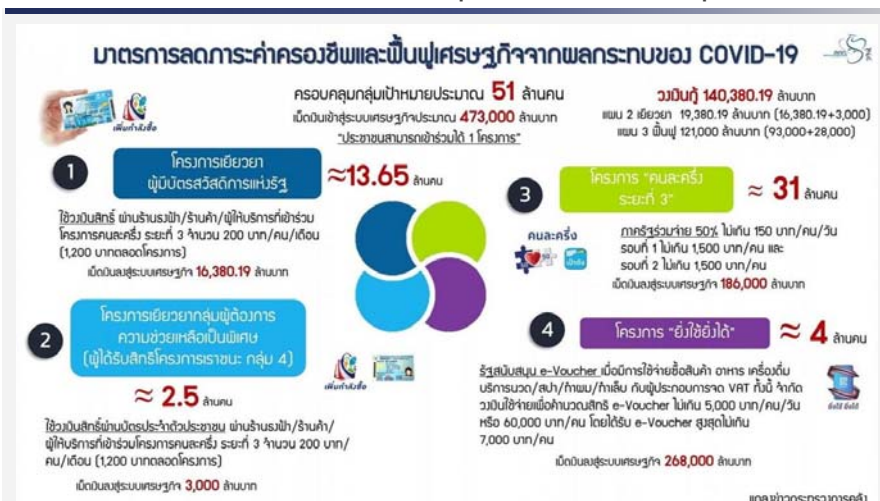 มาตรการลดภาระค่าครองชีพและฟื้นฟูเศรษฐกิจจากผลกระทบของ COVID-19
ครอบคลุมกลุ่มเป้าหมายประมาณ 51 ล้านคน
เม็ดเงินเข้าสู่ระบบเศรษฐกิจประมาณ 473,000 ล้านบาท
"ประชาชนสามารถเข้าร่วมได้ 1 โครงการ"
วงเงินกู้ 140,380.19 ล้านบาท
แผน 2 เยียวยา 19,380.19 ล้านบาท (16,380.19+3,000)
แผน 3 ฟื้นฟู 121,000 ล้านบาท (93,000+28,000)
เพิ่มกำลังซื้อ
1
โครงการเยียวยา
ผู้มีบัตรสวัสดิการแห่งรัฐ
≈13.65 ล้านคน
ใช้วงเงินสิทธิ์ ผ่านร้านธงฟ้า/ร้านค้า/ผู้ให้บริการที่เข้าร่วม
โครงการคนละครึ่ง ระยะที่ 3 จำนวน 200 บาท/คน/เดือน
(1,200 บาทตลอดโครงการ)
เม็ดเงินลงสู่ระบบเศรษฐกิจ 16,380.19 ล้านบาท
2
โครงการเยียวยากลุ่มผู้ต้องการ
ความช่วยเหลือเป็นพิเศษ
(ผู้ได้รับสิทธิโครงการเราชนะ กลุ่ม 4)
≈ 2.5 ล้านคน
เพิ่มกำลังซื้อ
ใช้วงเงินสิทธิ์ผ่านบัตรประจำตัวประชาชน ผ่านร้านธงฟ้า/ร้านค้า/
ผู้ให้บริการที่เข้าร่วมโครงการคนละครึ่ง ระยะที่ 3 จำนวน 200 บาท/
คน/เดือน (1,200 บาทตลอดโครงการ)
เม็ดเงินลงสู่ระบบเศรษฐกิจ 3,000 ล้านบาท
3
โครงการ "คนละครึ่ง
ระยะที่ 3"
≈ 31 ล้านคน
คนละครึ่ง
ภาครัฐร่วมจ่าย 50% ไม่เกิน 150 บาท/คน/วัน
รอบที่ 1 ไม่เกิน 1,500 บาท/คน และ
รอบที่ 2 ไม่เกิน 1,500 บาท/คน
เม็ดเงินลงสู่ระบบเศรษฐกิจ 186,000 ล้านบาท
4
โครงการ "ยิ่งใช้ยิ่งได้"
≈ 4 ล้านคน
รัฐสนับสนุน e-Voucher เมื่อมีการใช้จ่ายซื้อสินค้า อาหาร เครื่องดื่ม
บริการนวด/สปา/ทำผม/ทำเล็บ กับผู้ประกอบการจด VAT ทั้งนี้ จำกัด
วงเงินใช้จ่ายเพื่อคำนวณสิทธิ e-Voucher ไม่เกิน 5,000 บาท/คน/วัน
หรือ 60,000 บาท/คน โดยได้รับ e-Voucher สูงสุดไม่เกิน
7,000 บาท/คน
ยิ่งใช้ ยิ่งได้
เม็ดเงินลงสู่ระบบเศรษฐกิจ 268,000 ล้านบาท
แถลงข่าวกระทรวงการคลัง